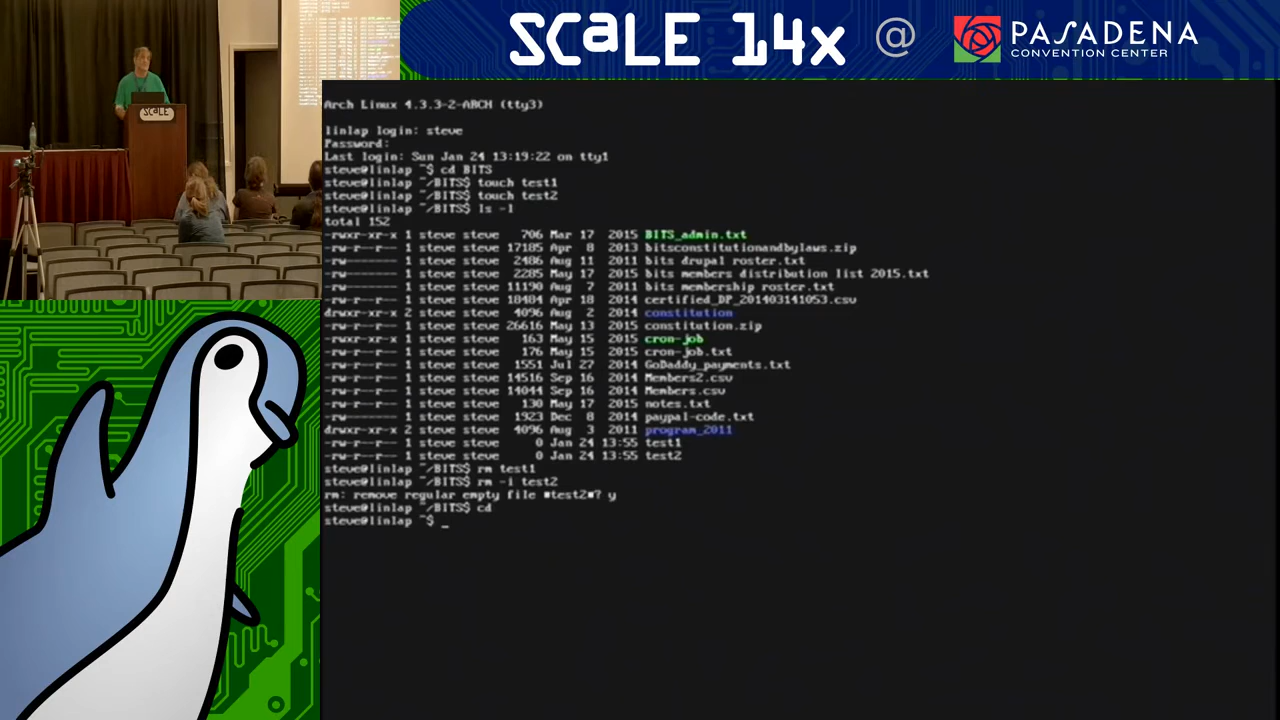 SCALE 14x @ PASADENA
CONVENTION CENTER
SCALE
Arch Linux 4.3.3-2-ARCH (tty3)
linlap login: steve
Password:
Last login: Sun Jan 24 13:19:22 on tty1
steve@linlap ~$ cd BITS
steve@linlap ~/BITS$ touch test1
steve@linlap ~/BITS$ touch test2
steve@linlap ~/BITS$ ls -l
total 152
-rwxr-xr-x 1 steve steve 706 Mar 17 2015 BITS_admin.txt
-rw-r--r-- 1 steve steve 17185 Apr 8 2013 bitsconstitutionandbylaws.zip
-rw------- 1 steve steve 2486 Aug 11 2011 bits drupal roster.txt
-rw------- 1 steve steve 2285 May 17 2015 bits members distribution list 2015.txt
-rw------- 1 steve steve 11190 Aug 7 2011 bits membership roster.txt
-rw-r--r-- 1 steve steve 18484 Apr 18 2014 certified_DP_201403141053.csv
drwxr-xr-x 2 steve steve 4096 Aug 2 2014 constitution
-rw-r--r-- 1 steve steve 26616 May 13 2015 constitution.zip
-rwxr-xr-x 1 steve steve 163 May 15 2015 cron-job
-rw-r--r-- 1 steve steve 176 May 15 2015 cron-job.txt
-rw-r--r-- 1 steve steve 1551 Jul 27 2014 GoDaddy_payments.txt
-rw-r--r-- 1 steve steve 14516 Sep 16 2014 Members2.csv
-rw-r--r-- 1 steve steve 14044 Sep 16 2014 Members.csv
-rw------- 1 steve steve 130 May 17 2015 notes.txt
-rw------- 1 steve steve 1923 Dec 8 2014 paypal-code.txt
drwxr-xr-x 2 steve steve 4096 Aug 3 2011 program_2011
-rw-r--r-- 1 steve steve 0 Jan 24 13:55 test1
-rw-r--r-- 1 steve steve 0 Jan 24 13:55 test2
steve@linlap ~/BITS$ rm test1
steve@linlap ~/BITS$ rm -i test2
rm: remove regular empty file ■test2■? y
steve@linlap ~/BITS$ cd
steve@linlap ~$ _